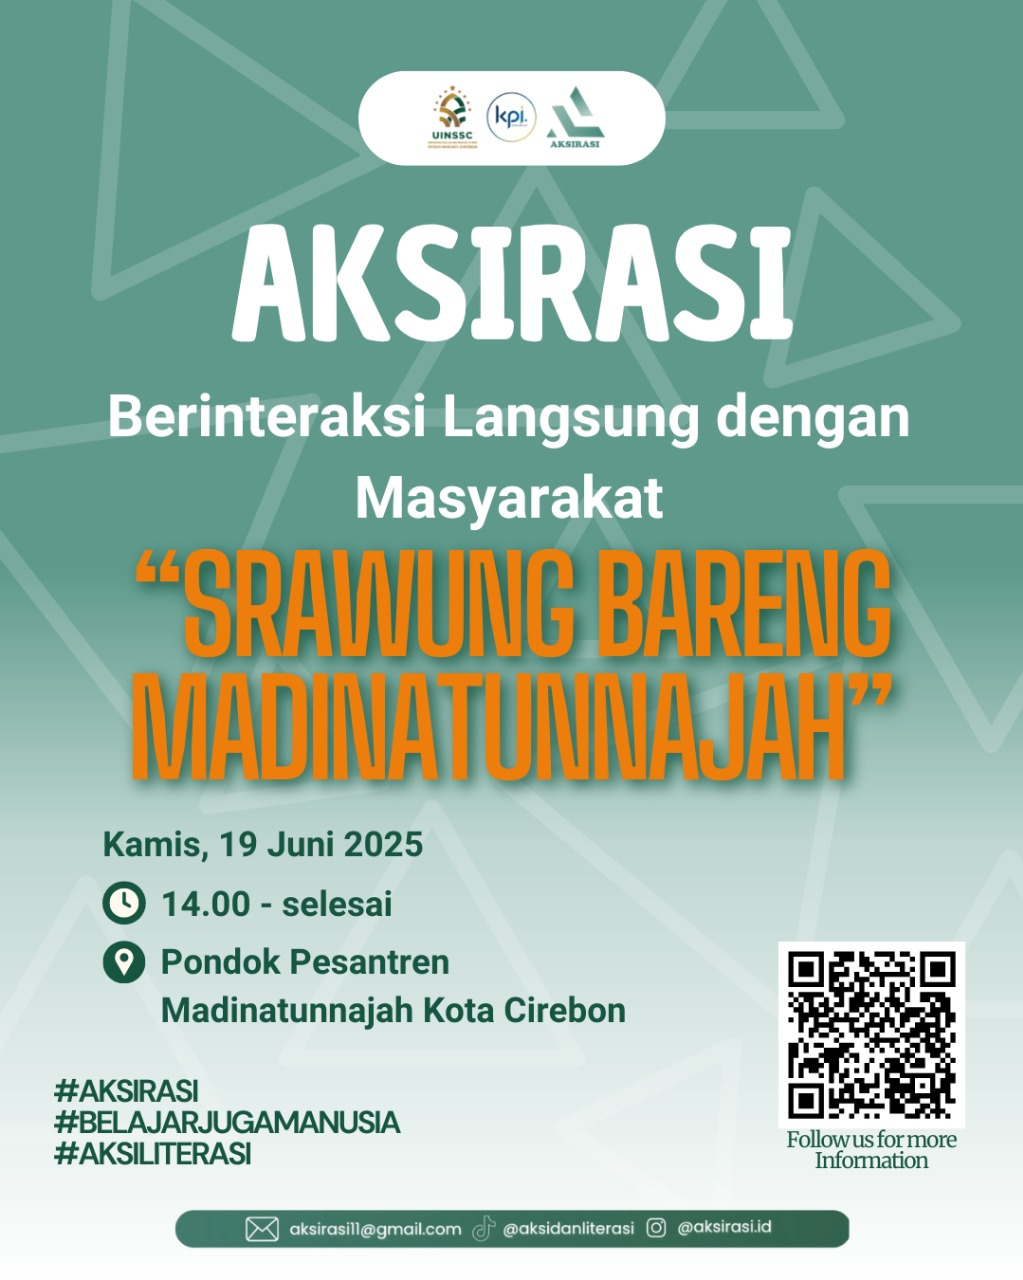 UINSSC
kpi.
AKSIRASI
AKSIRASI
Berinteraksi Langsung dengan
Masyarakat
“SRAWUNG BARENG
MADINATUNNAJAH”
Kamis, 19 Juni 2025
14.00 - selesai
Pondok Pesantren
Madinatunnajah Kota Cirebon
#AKSIRASI
#BELAJARJUGAMANUSIA
#AKSILITERASI
Follow us for more
Information
aksirasi11@gmail.com @aksidanliterasi @aksirasi.id